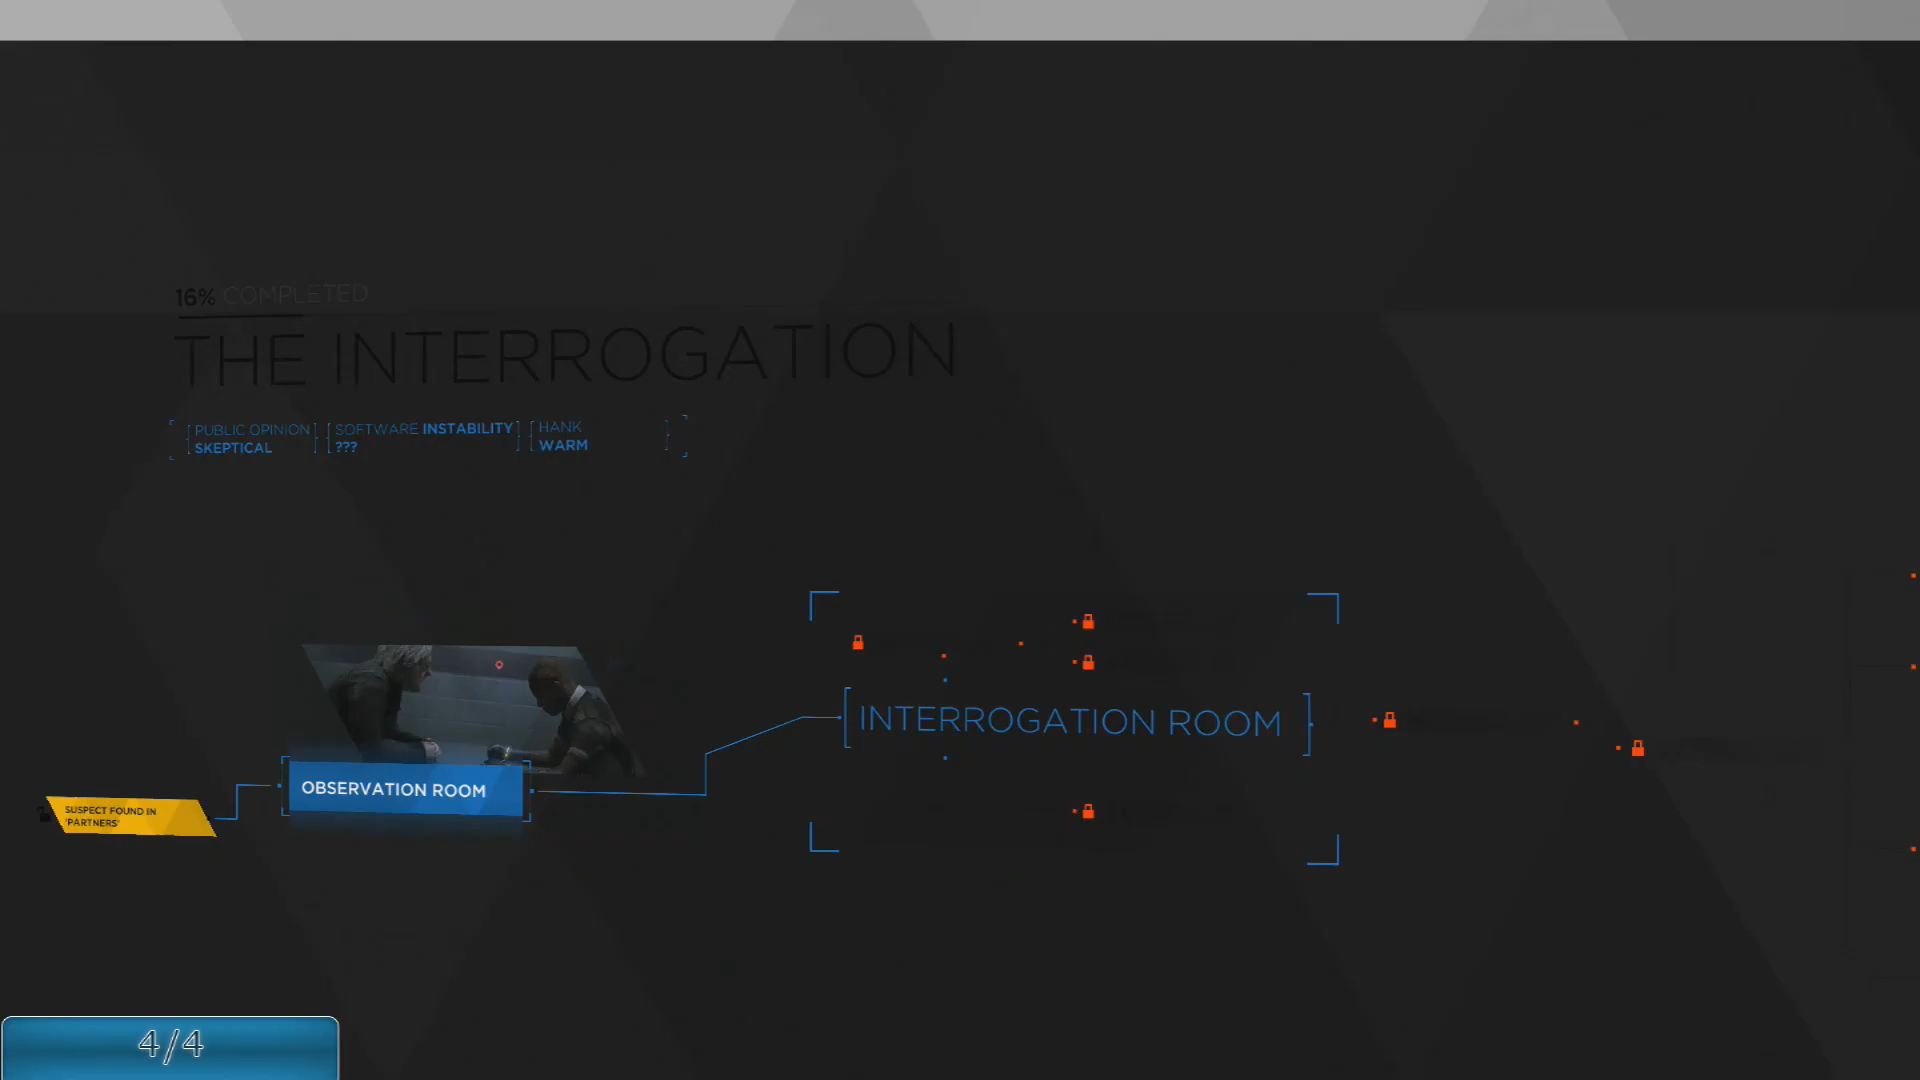 16% COMPLETED
THE INTERROGATION
PUBLIC OPINION
SKEPTICAL
SOFTWARE INSTABILITY
???
HANK
WARM
INTERROGATION ROOM
OBSERVATION ROOM
SUSPECT FOUND IN
'PARTNERS'
4/4